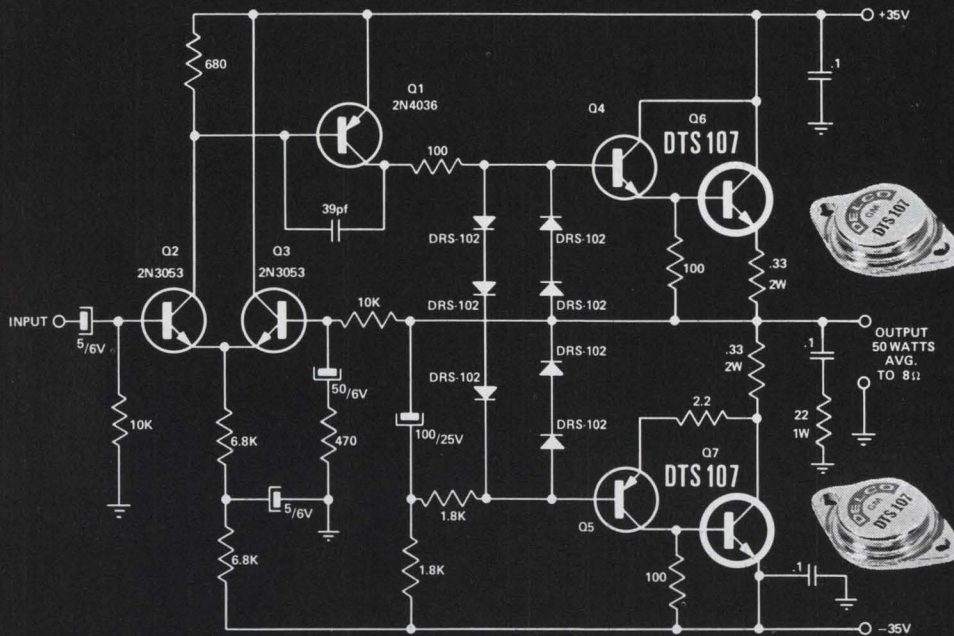 +35V
680
.1
Q1
2N4036
Q4
Q6
DTS 107
100
39pf
DELCO
GM
DTS 107
DRS-102
DRS-102
Q2
Q3
2N3053
2N3053
100
.33
2W
DRS-102
DRS-102
10K
INPUT
5/6V
OUTPUT
50 WATTS
AVG.
TO 8Ω
.33
2W
.1
DRS-102
DRS-102
50/6V
2.2
10K
100/25V
DRS-102
22
1W
6.8K
470
Q7
DTS 107
DELCO
GM
DTS 107
5/6V
1.8K
Q5
6.8K
1.8K
100
.1
–35V